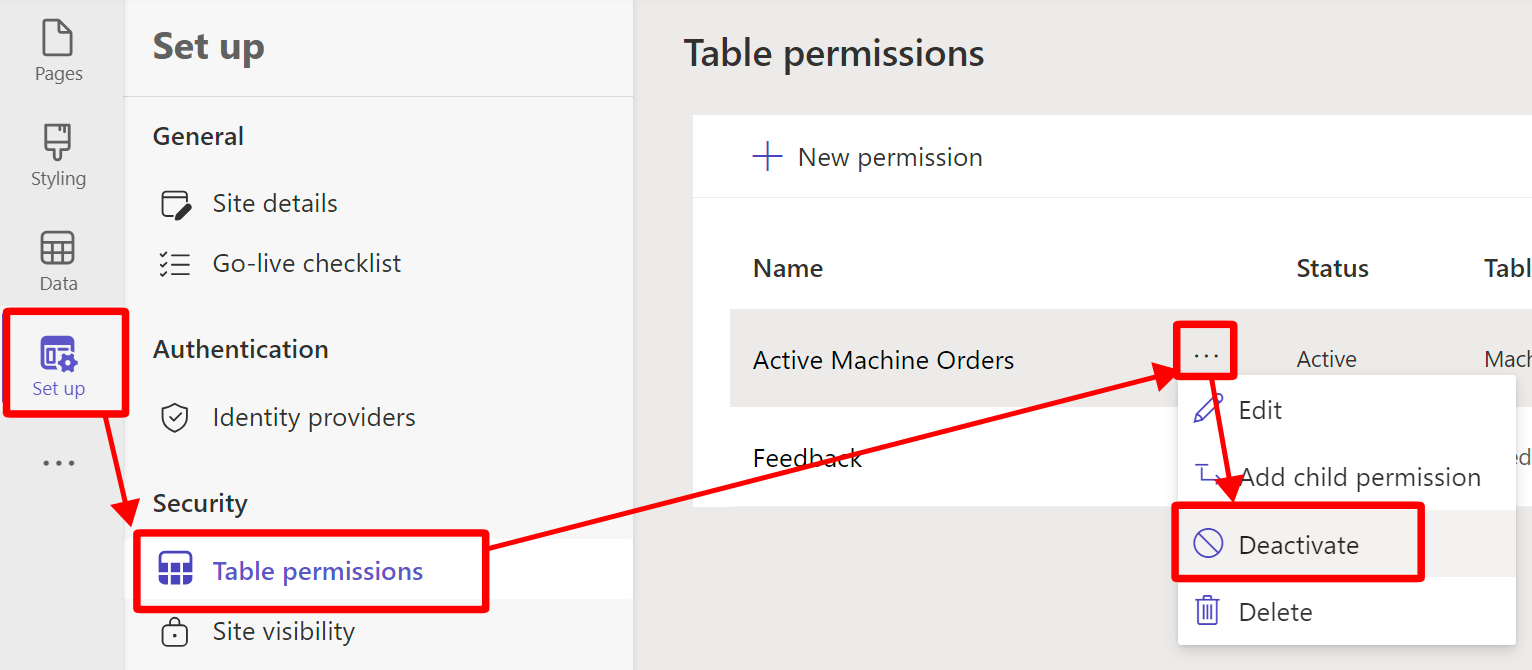 Pages
Styling
Data
Set up
Set up
General
Site details
Go-live checklist
Authentication
Identity providers
Security
Table permissions
Site visibility
Table permissions
New permission
Name Status Tabl
Active Machine Orders ... Active Mach
Feedback ed
Edit
Add child permission
Deactivate
Delete